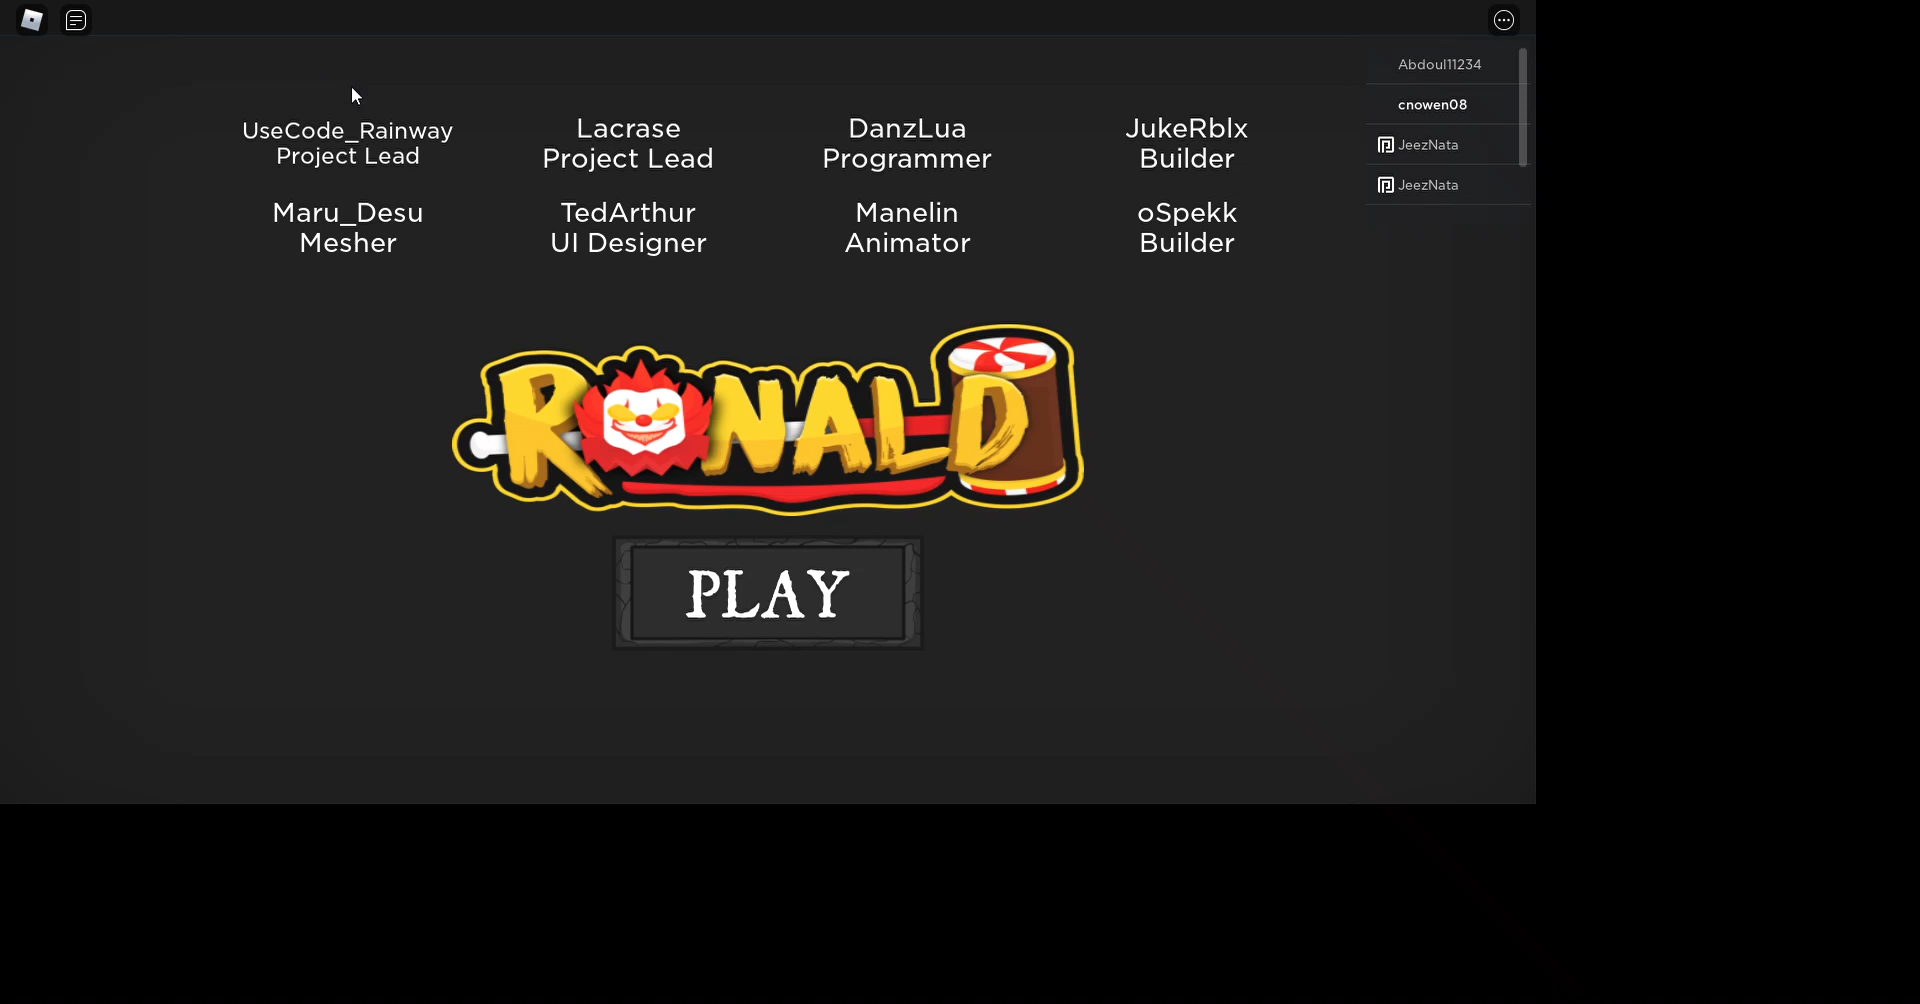 Abdoul11234
cnowen08
JeezNata
JeezNata
UseCode_Rainway
Project Lead
Lacrase
Project Lead
DanzLua
Programmer
JukeRblx
Builder
Maru_Desu
Mesher
TedArthur
UI Designer
Manelin
Animator
oSpekk
Builder
RONALD
PLAY